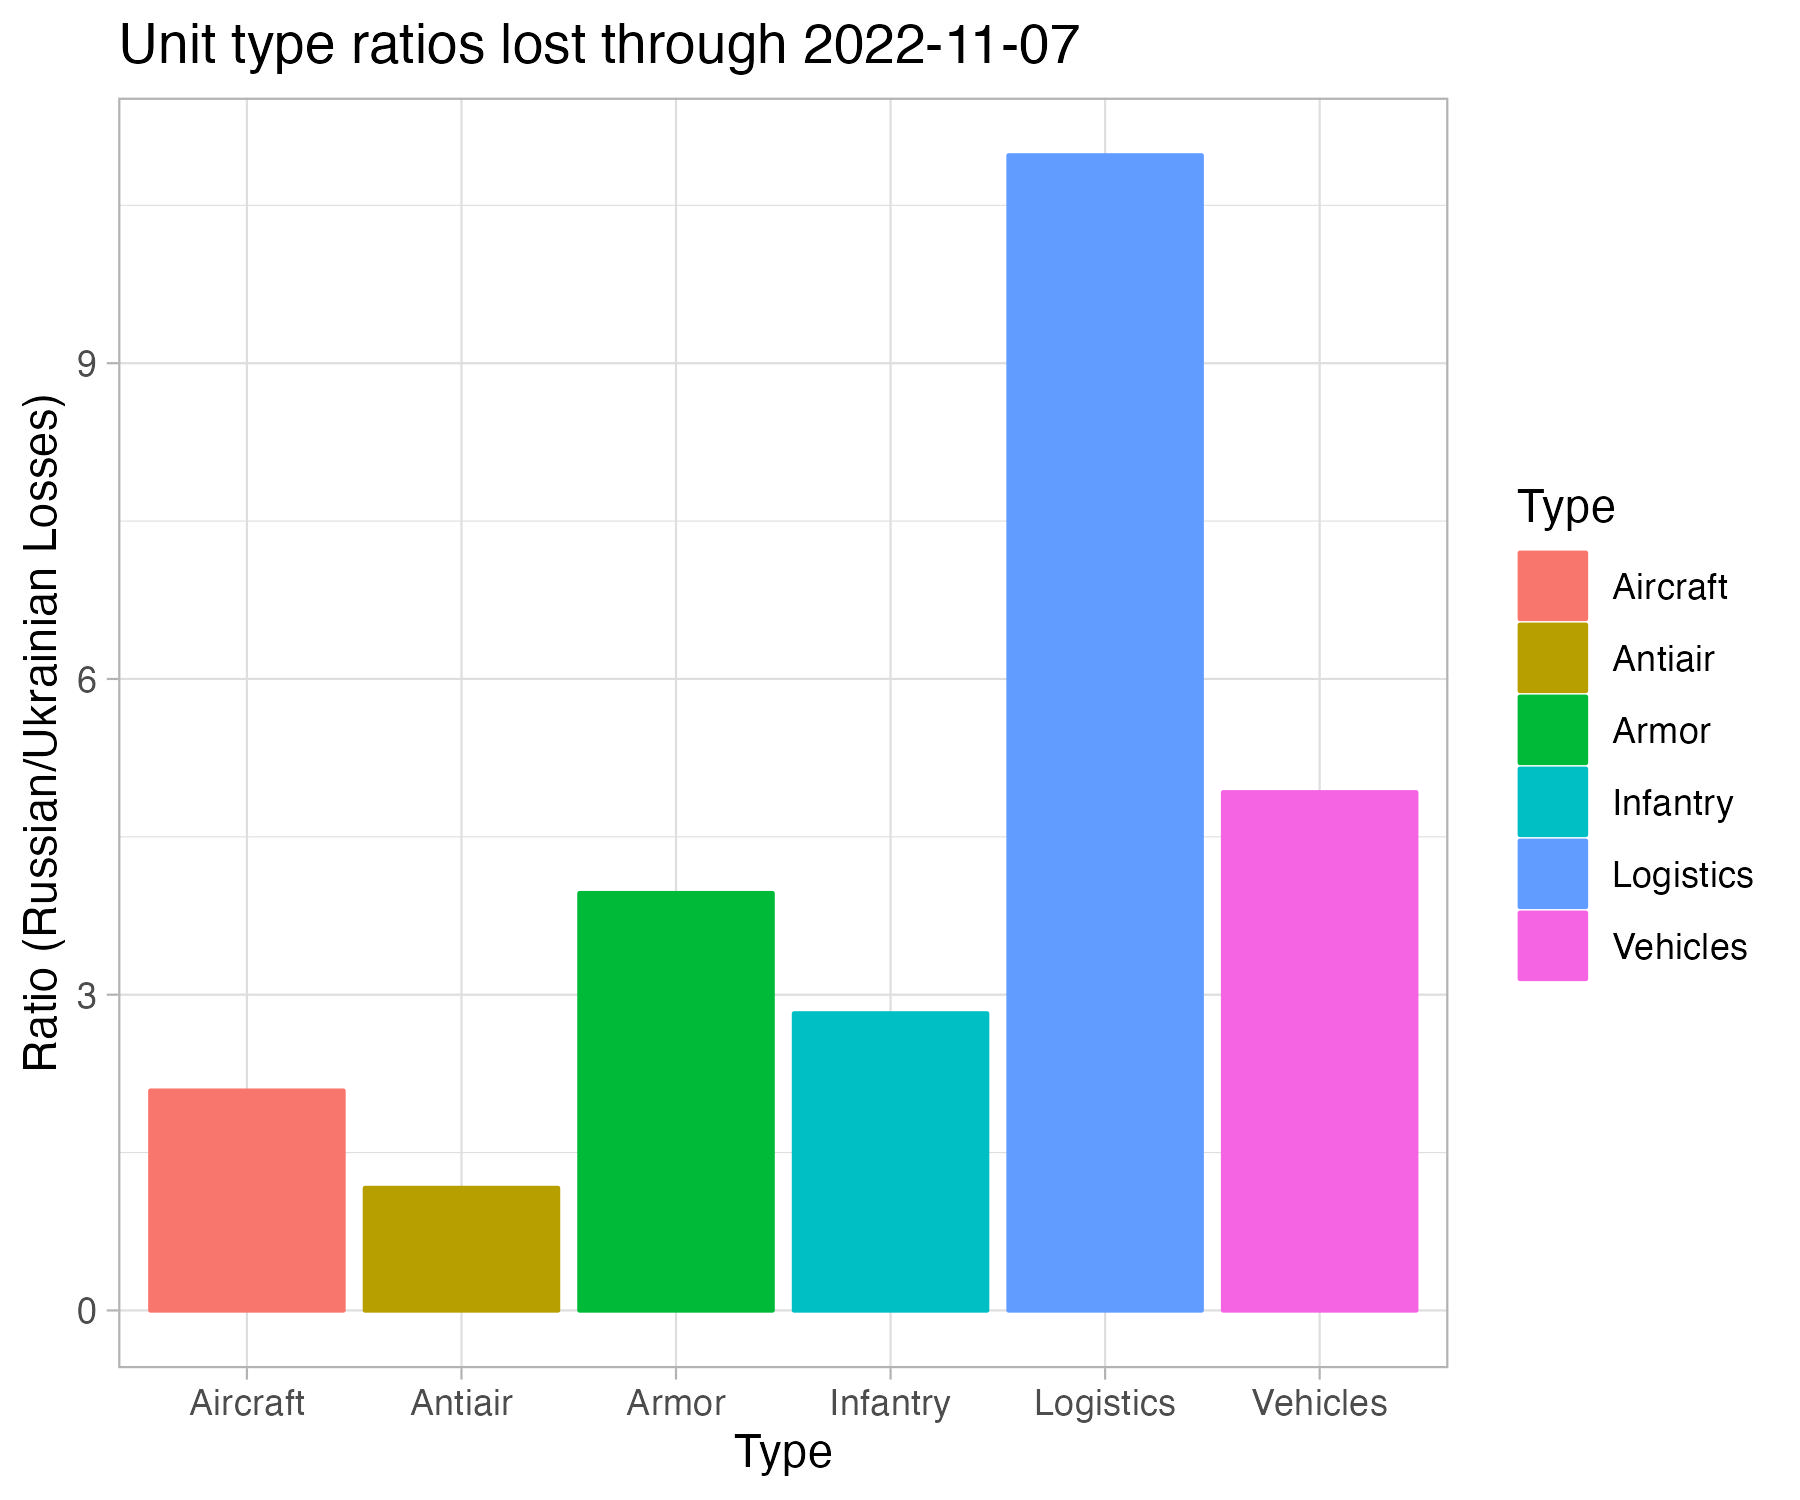 Unit type ratios lost through 2022-11-07
Ratio (Russian/Ukrainian Losses)
9
6
3
0
Aircraft
Antiair
Armor
Infantry
Logistics
Vehicles
Type
Type
Aircraft
Antiair
Armor
Infantry
Logistics
Vehicles